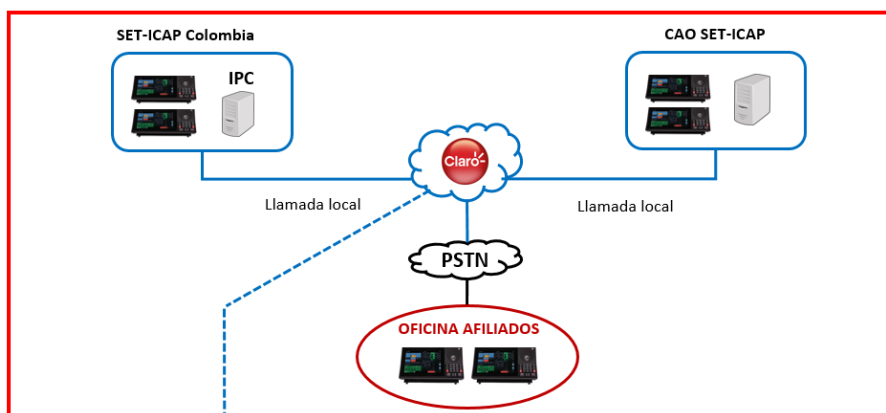 SET-ICAP Colombia
CAO SET-ICAP
IPC
Claro
Llamada local
Llamada local
PSTN
OFICINA AFILIADOS